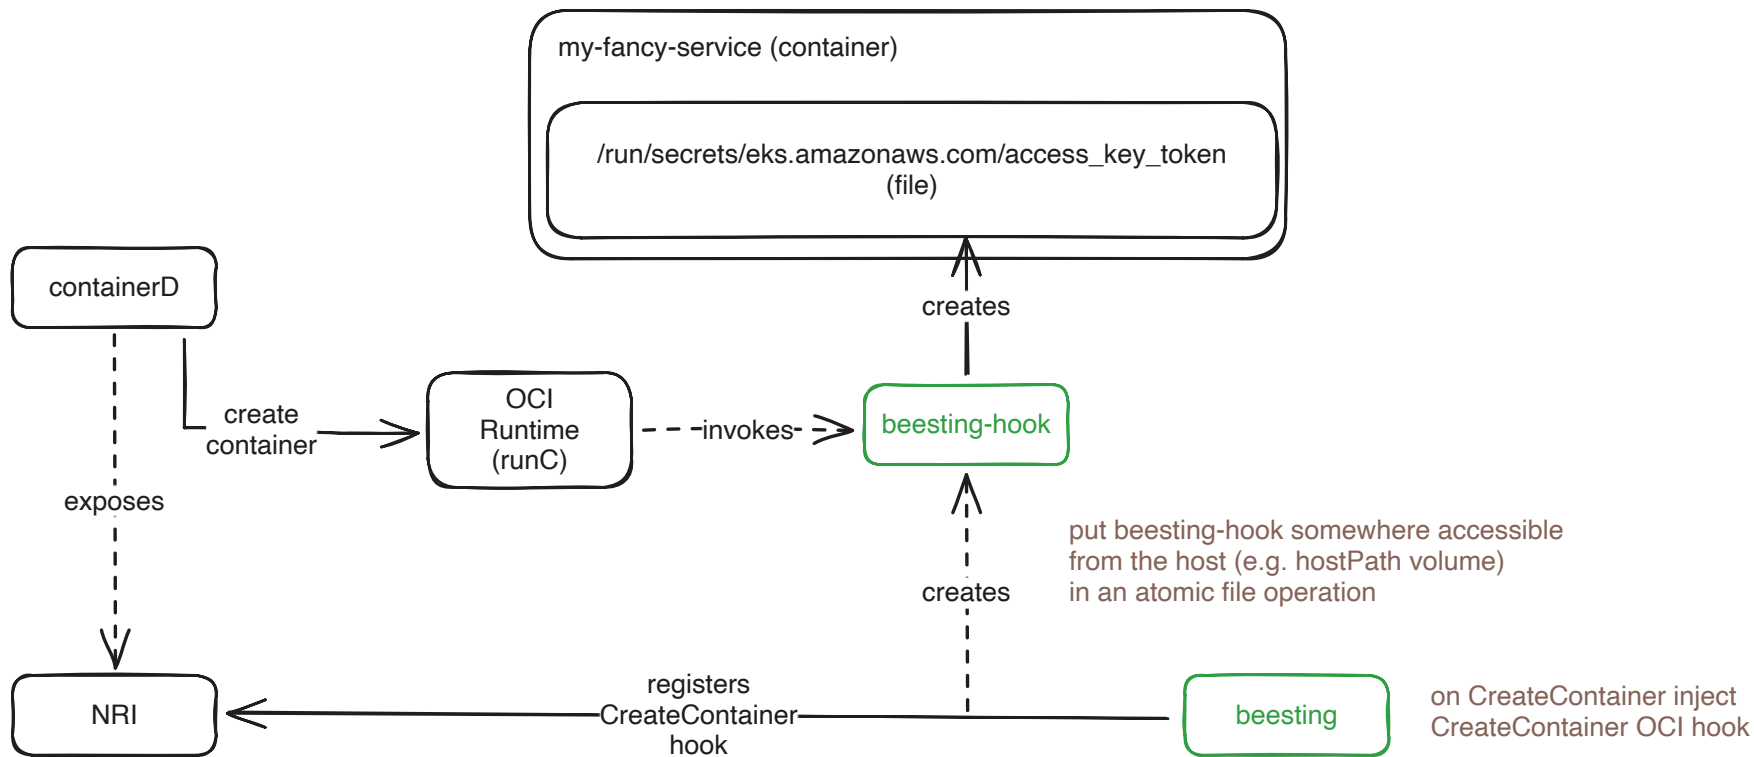 my-fancy-service (container)
/run/secrets/eks.amazonaws.com/access_key_token
(file)
containerD
creates
create
container
OCI
Runtime
(runC)
invokes
beesting-hook
exposes
put beesting-hook somewhere accessible
from the host (e.g. hostPath volume)
in an atomic file operation
creates
NRI
registers
CreateContainer
hook
beesting
on CreateContainer inject
CreateContainer OCI hook